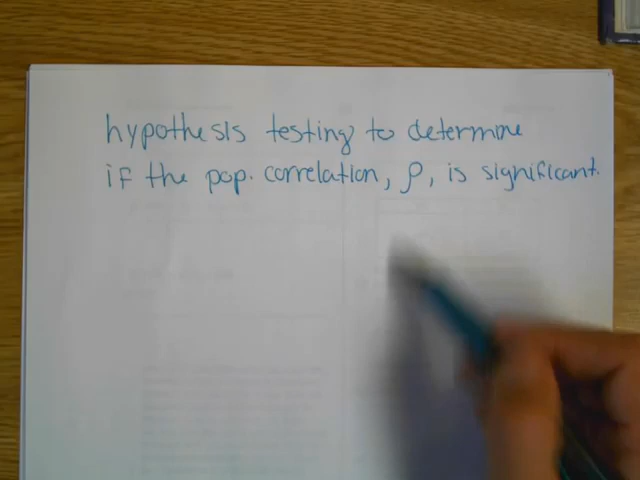 hypothesis testing to determine
if the pop. correlation, ρ, is significant.